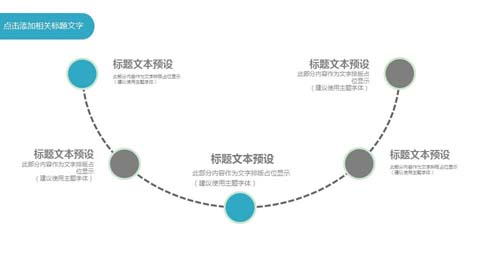 点击添加相关标题文字
标题文本预设
此部分内容作为文字排版占位显示
（建议使用主题字体）
标题文本预设
此部分内容作为文字排版占
位显示
（建议使用主题字体）
标题文本预设
此部分内容作为文字排版占
位显示
（建议使用主题字体）
标题文本预设
此部分内容作为文字排版占位显示
（建议使用主题字体）
标题文本预设
此部分内容作为文字排版占位显示
（建议使用主题字体）